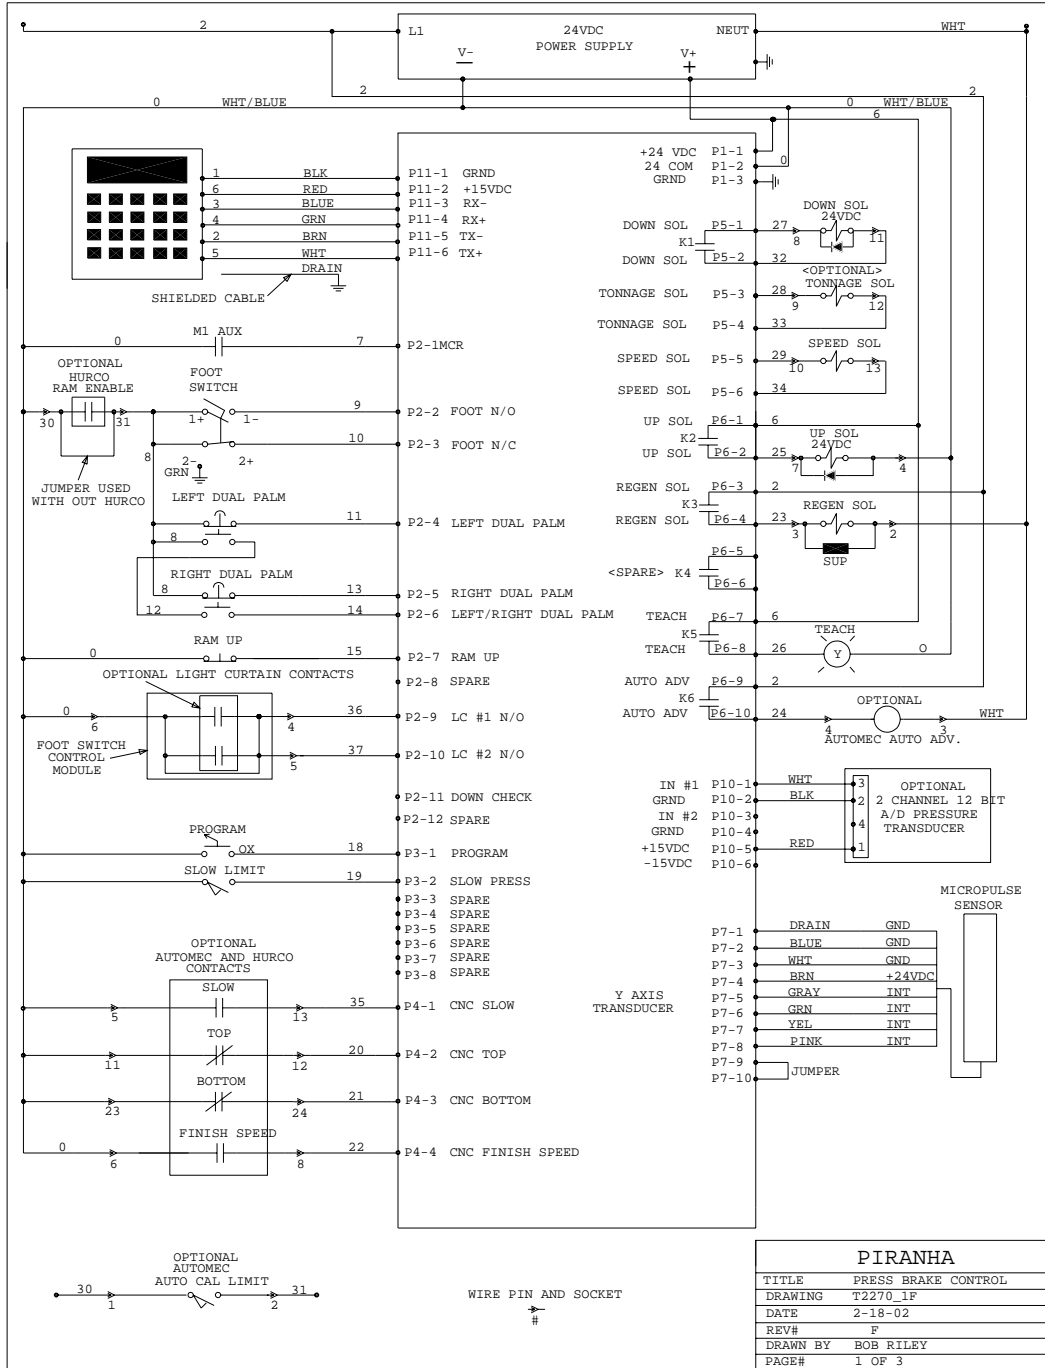 2
L1
24VDC
POWER SUPPLY
NEUT
WHT
V-
V+
2
2
0
WHT/BLUE
0
WHT/BLUE
6
+24 VDC P1-1
24 COM P1-2
GRND P1-3
0
1 BLK P11-1 GRND
6 RED P11-2 +15VDC
3 BLUE P11-3 RX-
4 GRN P11-4 RX+
2 BRN P11-5 TX-
5 WHT P11-6 TX+
DRAIN
SHIELDED CABLE
DOWN SOL
24VDC
DOWN SOL P5-1 27
8
11
K1
DOWN SOL P5-2 32
<OPTIONAL>
TONNAGE SOL
TONNAGE SOL P5-3 28
9
12
TONNAGE SOL P5-4 33
SPEED SOL
SPEED SOL P5-5 29
10
13
SPEED SOL P5-6 34
M1 AUX
0
7
P2-1MCR
OPTIONAL
HURCO
RAM ENABLE
30
31
FOOT
SWITCH
1+
1-
9
P2-2 FOOT N/O
10
P2-3 FOOT N/C
2-
2+
GRN
8
JUMPER USED
WITH OUT HURCO
UP SOL P6-1 6
K2
UP SOL
24VDC
UP SOL P6-2 25
7
4
REGEN SOL P6-3 2
K3
REGEN SOL
REGEN SOL P6-4 23
3
2
SUP
LEFT DUAL PALM
11
P2-4 LEFT DUAL PALM
8
P6-5
<SPARE> K4
P6-6
RIGHT DUAL PALM
8
13
P2-5 RIGHT DUAL PALM
12
14
P2-6 LEFT/RIGHT DUAL PALM
TEACH P6-7 6
K5
TEACH
TEACH P6-8 26
Y
O
RAM UP
0
15
P2-7 RAM UP
P2-8 SPARE
OPTIONAL LIGHT CURTAIN CONTACTS
AUTO ADV P6-9 2
K6
OPTIONAL
AUTO ADV P6-10 24
4
3
WHT
AUTOMEC AUTO ADV.
0
6
4
36
P2-9 LC #1 N/O
5
37
P2-10 LC #2 N/O
FOOT SWITCH
CONTROL
MODULE
P2-11 DOWN CHECK
P2-12 SPARE
IN #1 P10-1 WHT 3
GRND P10-2 BLK 2
IN #2 P10-3
GRND P10-4 4
+15VDC P10-5 RED 1
-15VDC P10-6
OPTIONAL
2 CHANNEL 12 BIT
A/D PRESSURE
TRANSDUCER
PROGRAM
OX
18
P3-1 PROGRAM
SLOW LIMIT
19
P3-2 SLOW PRESS
P3-3 SPARE
P3-4 SPARE
P3-5 SPARE
P3-6 SPARE
P3-7 SPARE
P3-8 SPARE
MICROPULSE
SENSOR
P7-1 DRAIN GND
P7-2 BLUE GND
P7-3 WHT GND
P7-4 BRN +24VDC
P7-5 GRAY INT
P7-6 GRN INT
P7-7 YEL INT
P7-8 PINK INT
P7-9
P7-10
JUMPER
Y AXIS
TRANSDUCER
OPTIONAL
AUTOMEC AND HURCO
CONTACTS
SLOW
5
13
35
P4-1 CNC SLOW
TOP
11
12
20
P4-2 CNC TOP
BOTTOM
23
24
21
P4-3 CNC BOTTOM
FINISH SPEED
0
6
8
22
P4-4 CNC FINISH SPEED
OPTIONAL
AUTOMEC
AUTO CAL LIMIT
30
1
2
31
WIRE PIN AND SOCKET
#
PIRANHA
TITLE PRESS BRAKE CONTROL
DRAWING T2270_1F
DATE 2-18-02
REV# F
DRAWN BY BOB RILEY
PAGE# 1 OF 3